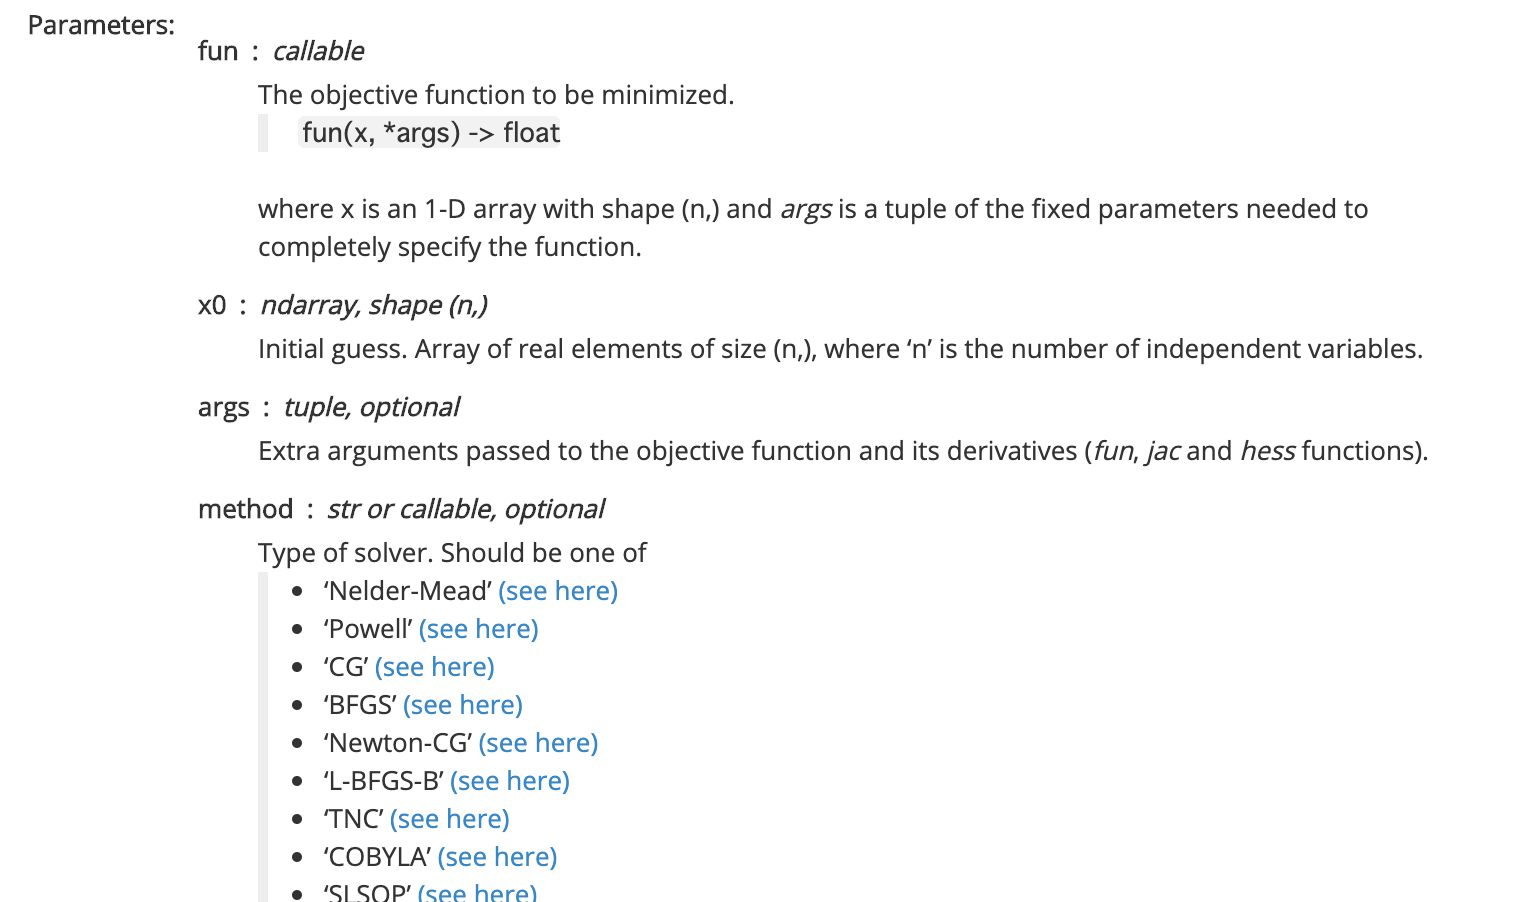 Parameters:
fun : callable
The objective function to be minimized.
fun(x, *args) -> float
where x is an 1-D array with shape (n,) and args is a tuple of the fixed parameters needed to
completely specify the function.
x0 : ndarray, shape (n,)
Initial guess. Array of real elements of size (n,), where ‘n’ is the number of independent variables.
args : tuple, optional
Extra arguments passed to the objective function and its derivatives (fun, jac and hess functions).
method : str or callable, optional
Type of solver. Should be one of
• ‘Nelder-Mead’ (see here)
• ‘Powell’ (see here)
• ‘CG’ (see here)
• ‘BFGS’ (see here)
• ‘Newton-CG’ (see here)
• ‘L-BFGS-B’ (see here)
• ‘TNC’ (see here)
• ‘COBYLA’ (see here)
• ‘SLSQP’ (see here)